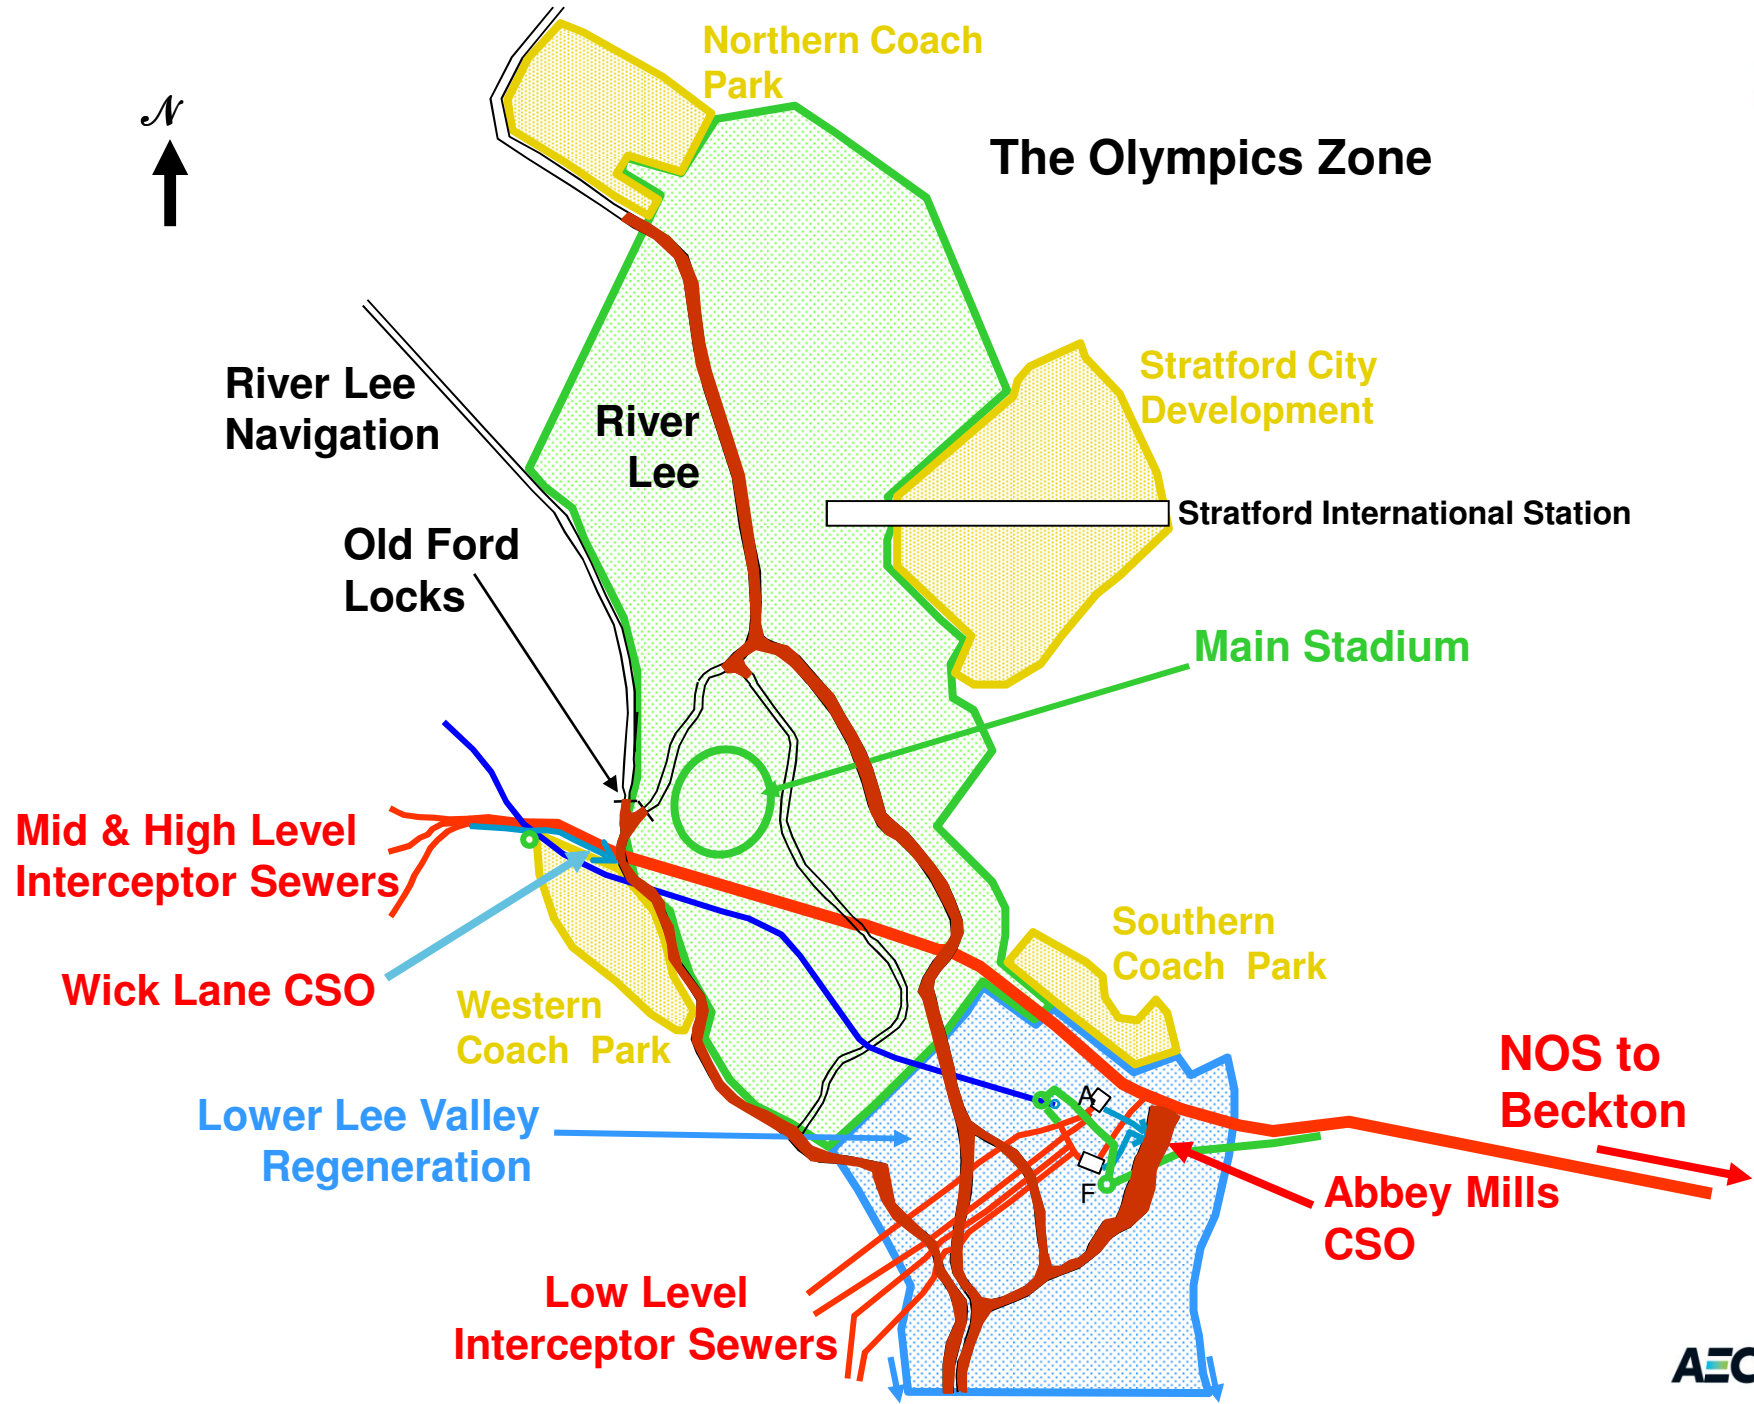 Northern Coach
Park
N
The Olympics Zone
Stratford City
Development
River Lee
Navigation
River
Lee
Stratford International Station
Old Ford
Locks
Main Stadium
Mid & High Level
Interceptor Sewers
Southern
Coach Park
Wick Lane CSO
Western
Coach Park
NOS to
Beckton
Lower Lee Valley
Regeneration
A
F
Abbey Mills
CSO
Low Level
Interceptor Sewers
AEC